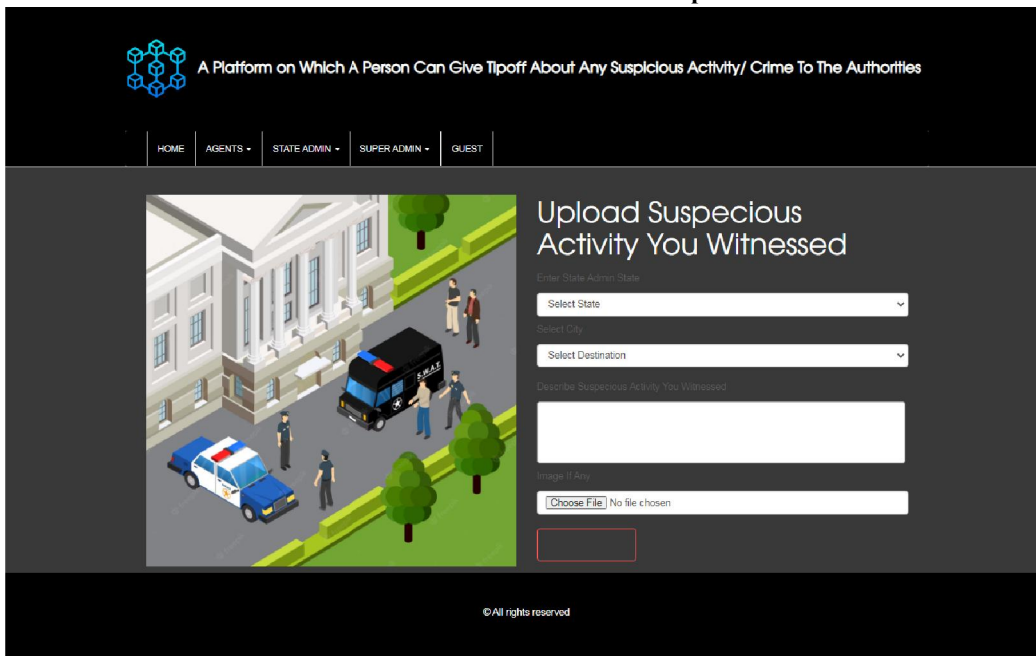 A Platform on Which A Person Can Give Tipoff About Any Suspicious Activity/ Crime To The Authorities
HOME AGENTS STATE ADMIN SUPER ADMIN GUEST
Upload Suspecious
Activity You Witnessed
Enter State Admin State
Select State
Select City
Select Destination
Describe Suspecious Activity You Witnessed
Image If Any
Choose File No file chosen
S.W.A.T.
© All rights reserved